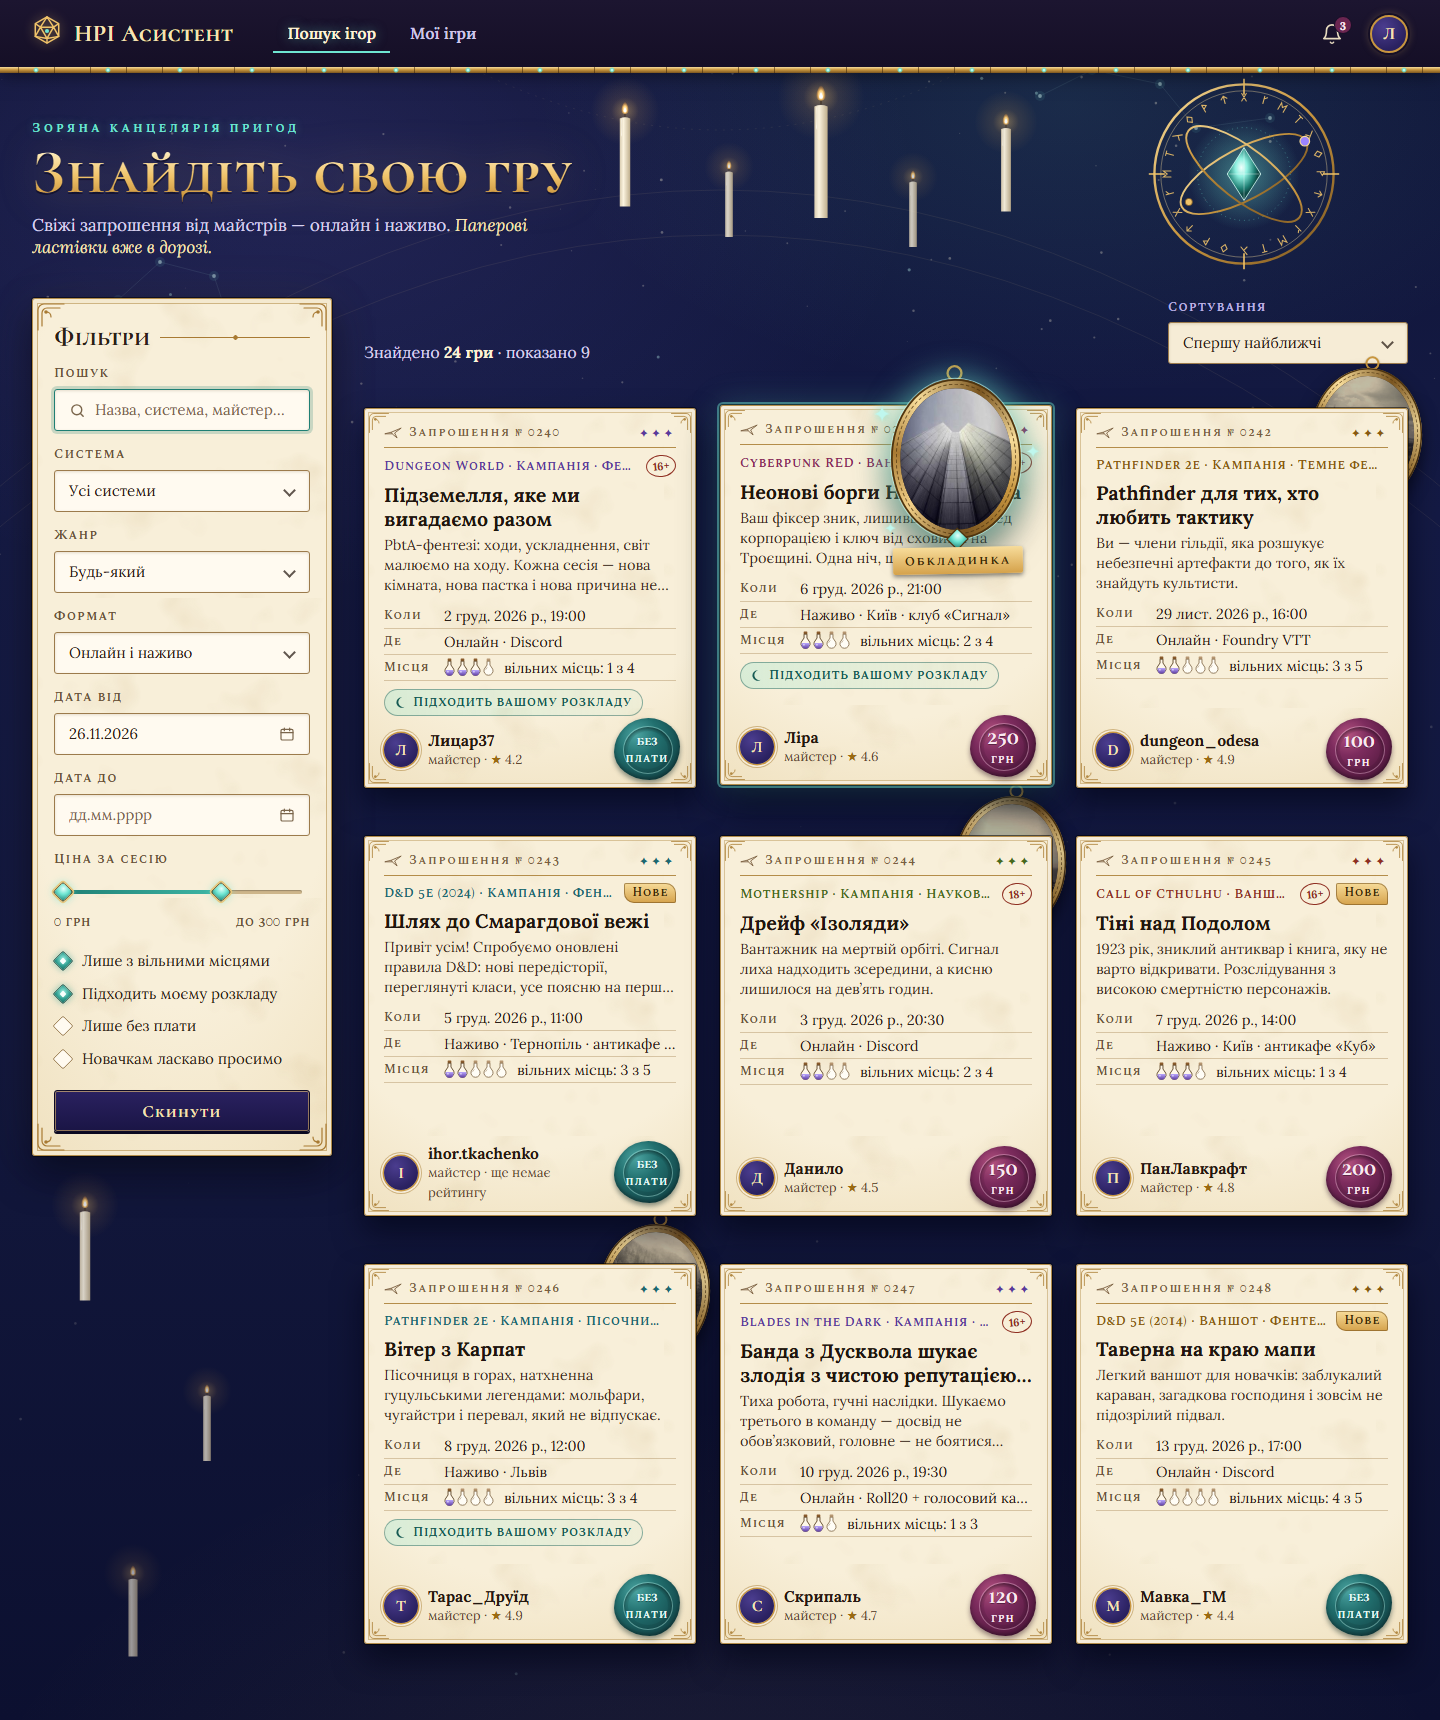 НРІ Асистент
Пошук ігор
Мої ігри
3
Л
Зоряна канцелярія пригод
Знайдіть свою гру
Свіжі запрошення від майстрів — онлайн і наживо. Паперові
ластівки вже в дорозі.
Фільтри
Пошук
Назва, система, майстер...
Система
Усі системи
Жанр
Будь-який
Формат
Онлайн і наживо
Дата від
26.11.2026
Дата до
дд.мм.рррр
Ціна за сесію
0 грн
до 300 грн
Лише з вільними місцями
Підходить моєму розкладу
Лише без плати
Новачкам ласкаво просимо
Скинути
Знайдено 24 гри · показано 9
Сортування
Спершу найближчі
Запрошення № 0240
Dungeon World · Кампанія · Фе...
16+
Підземелля, яке ми
вигадаємо разом
PbtA-фентезі: ходи, ускладнення, світ
малюємо на ходу. Кожна сесія — нова
кімната, нова пастка і нова причина не...
Коли 2 груд. 2026 р., 19:00
Де Онлайн · Discord
Місця вільних місць: 1 з 4
Підходить вашому розкладу
Л
Лицар37
майстер · ★ 4.2
без плати
Запрошення №
Cyberpunk RED
Неонові борги
Ваш фіксер зник,
корпорацією і ключ від
Троєщині. Одна ніч,
Обкладинка
Коли 6 груд. 2026 р., 21:00
Де Наживо · Київ · клуб «Сигнал»
Місця вільних місць: 2 з 4
Підходить вашому розкладу
Л
Ліра
майстер · ★ 4.6
250 грн
Запрошення № 0242
Pathfinder 2e · Кампанія · Темне фе...
Pathfinder для тих, хто
любить тактику
Ви — члени гільдії, яка розшукує
небезпечні артефакти до того, як їх
знайдуть культисти.
Коли 29 лист. 2026 р., 16:00
Де Онлайн · Foundry VTT
Місця вільних місць: 3 з 5
D
dungeon_odesa
майстер · ★ 4.9
100 грн
Запрошення № 0243
D&D 5e (2024) · Кампанія · Фен...
Нове
Шлях до Смарагдової вежі
Привіт усім! Спробуємо оновлені
правила D&D: нові передісторії,
переглянуті класи, усе поясню на перш...
Коли 5 груд. 2026 р., 11:00
Де Наживо · Тернопіль · антикафе ...
Місця вільних місць: 3 з 5
I
ihor.tkachenko
майстер · ще немає
рейтингу
без плати
Запрошення № 0244
Mothership · Кампанія · Науков...
18+
Дрейф «Ізоляди»
Вантажник на мертвій орбіті. Сигнал
лиха надходить зсередини, а кисню
лишилося на дев’ять годин.
Коли 3 груд. 2026 р., 20:30
Де Онлайн · Discord
Місця вільних місць: 2 з 4
Д
Данило
майстер · ★ 4.5
150 грн
Запрошення № 0245
Call of Cthulhu · Ванш...
16+
Нове
Тіні над Подолом
1923 рік, зниклий антиквар і книга, яку не
варто відкривати. Розслідування з
високою смертністю персонажів.
Коли 7 груд. 2026 р., 14:00
Де Наживо · Київ · антикафе «Куб»
Місця вільних місць: 1 з 4
П
ПанЛавкрафт
майстер · ★ 4.8
200 грн
Запрошення № 0246
Pathfinder 2e · Кампанія · Пісочни...
Вітер з Карпат
Пісочниця в горах, натхненна
гуцульськими легендами: мольфари,
чугайстри і перевал, який не відпускає.
Коли 8 груд. 2026 р., 12:00
Де Наживо · Львів
Місця вільних місць: 3 з 4
Підходить вашому розкладу
Т
Тарас_Друїд
майстер · ★ 4.9
без плати
Запрошення № 0247
Blades in the Dark · Кампанія · ...
16+
Банда з Дусквола шукає
злодія з чистою репутацією...
Тиха робота, гучні наслідки. Шукаємо
третього в команду — досвід не
обов’язковий, головне — не боятися...
Коли 10 груд. 2026 р., 19:30
Де Онлайн · Roll20 + голосовий ка...
Місця вільних місць: 1 з 3
С
Скрипаль
майстер · ★ 4.7
120 грн
Запрошення № 0248
D&D 5e (2014) · Ваншот · Фенте...
Нове
Таверна на краю мапи
Легкий ваншот для новачків: заблукалий
караван, загадкова господиня і зовсім не
підозрілий підвал.
Коли 13 груд. 2026 р., 17:00
Де Онлайн · Discord
Місця вільних місць: 4 з 5
М
Мавка_ГМ
майстер · ★ 4.4
без плати